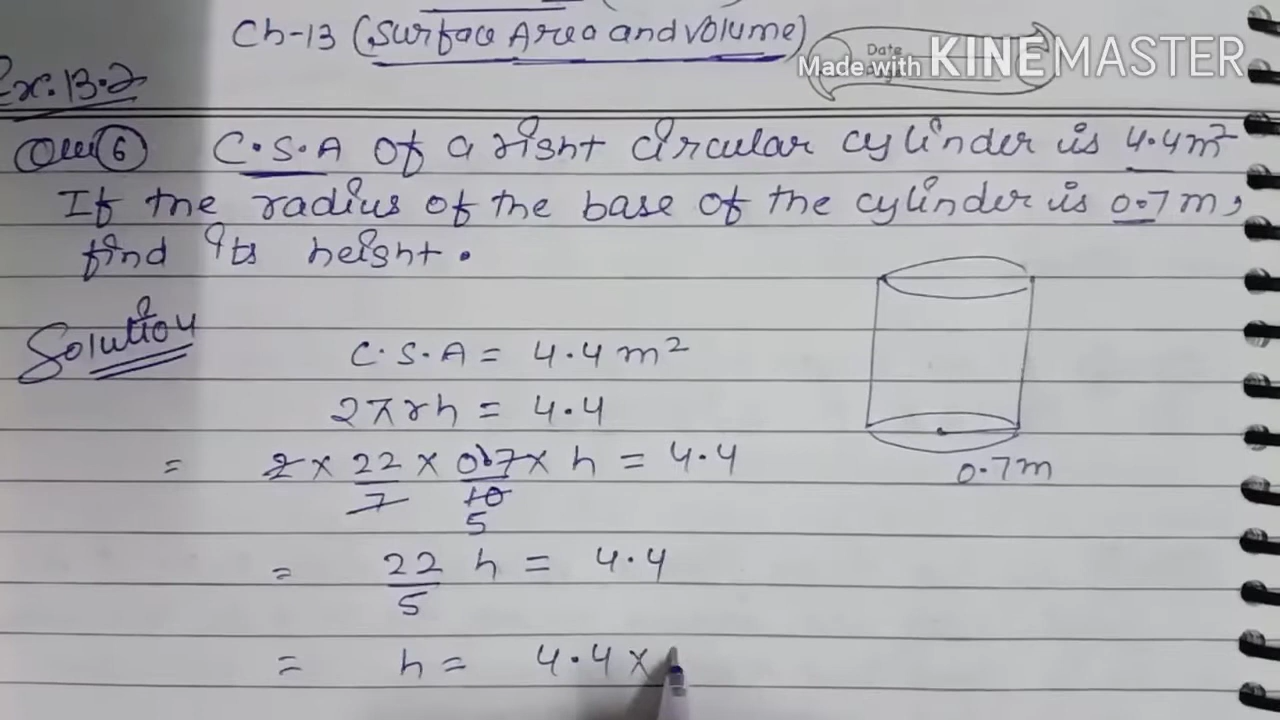 Ch-13 (Surface Area and Volume)
Date
Made with KINEMASTER
Ex. 13.2
Que 6 C.S.A of a right circular cylinder is 4.4m²
If the radius of the base of the cylinder is 0.7m,
find its height.
Solution
C.S.A = 4.4 m²
2πrh = 4.4
= 2 × 22/7 × 0.7/10 × h = 4.4
5
= 22/5 h = 4.4
= h = 4.4 ×
0.7m